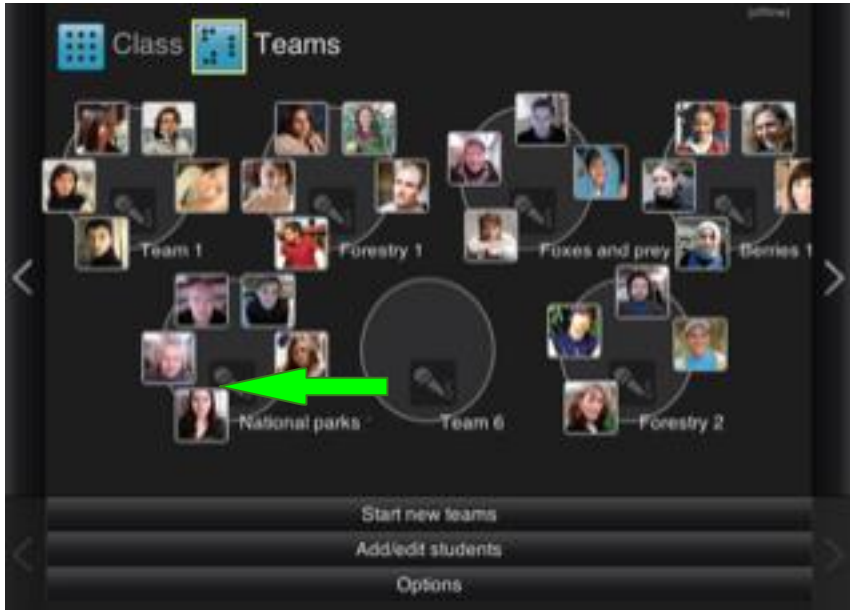 (offline)
Class Teams
Team 1 Forestry 1 Foxes and prey Berries 1
National parks Team 6 Forestry 2
Start new teams
Add/edit students
Options